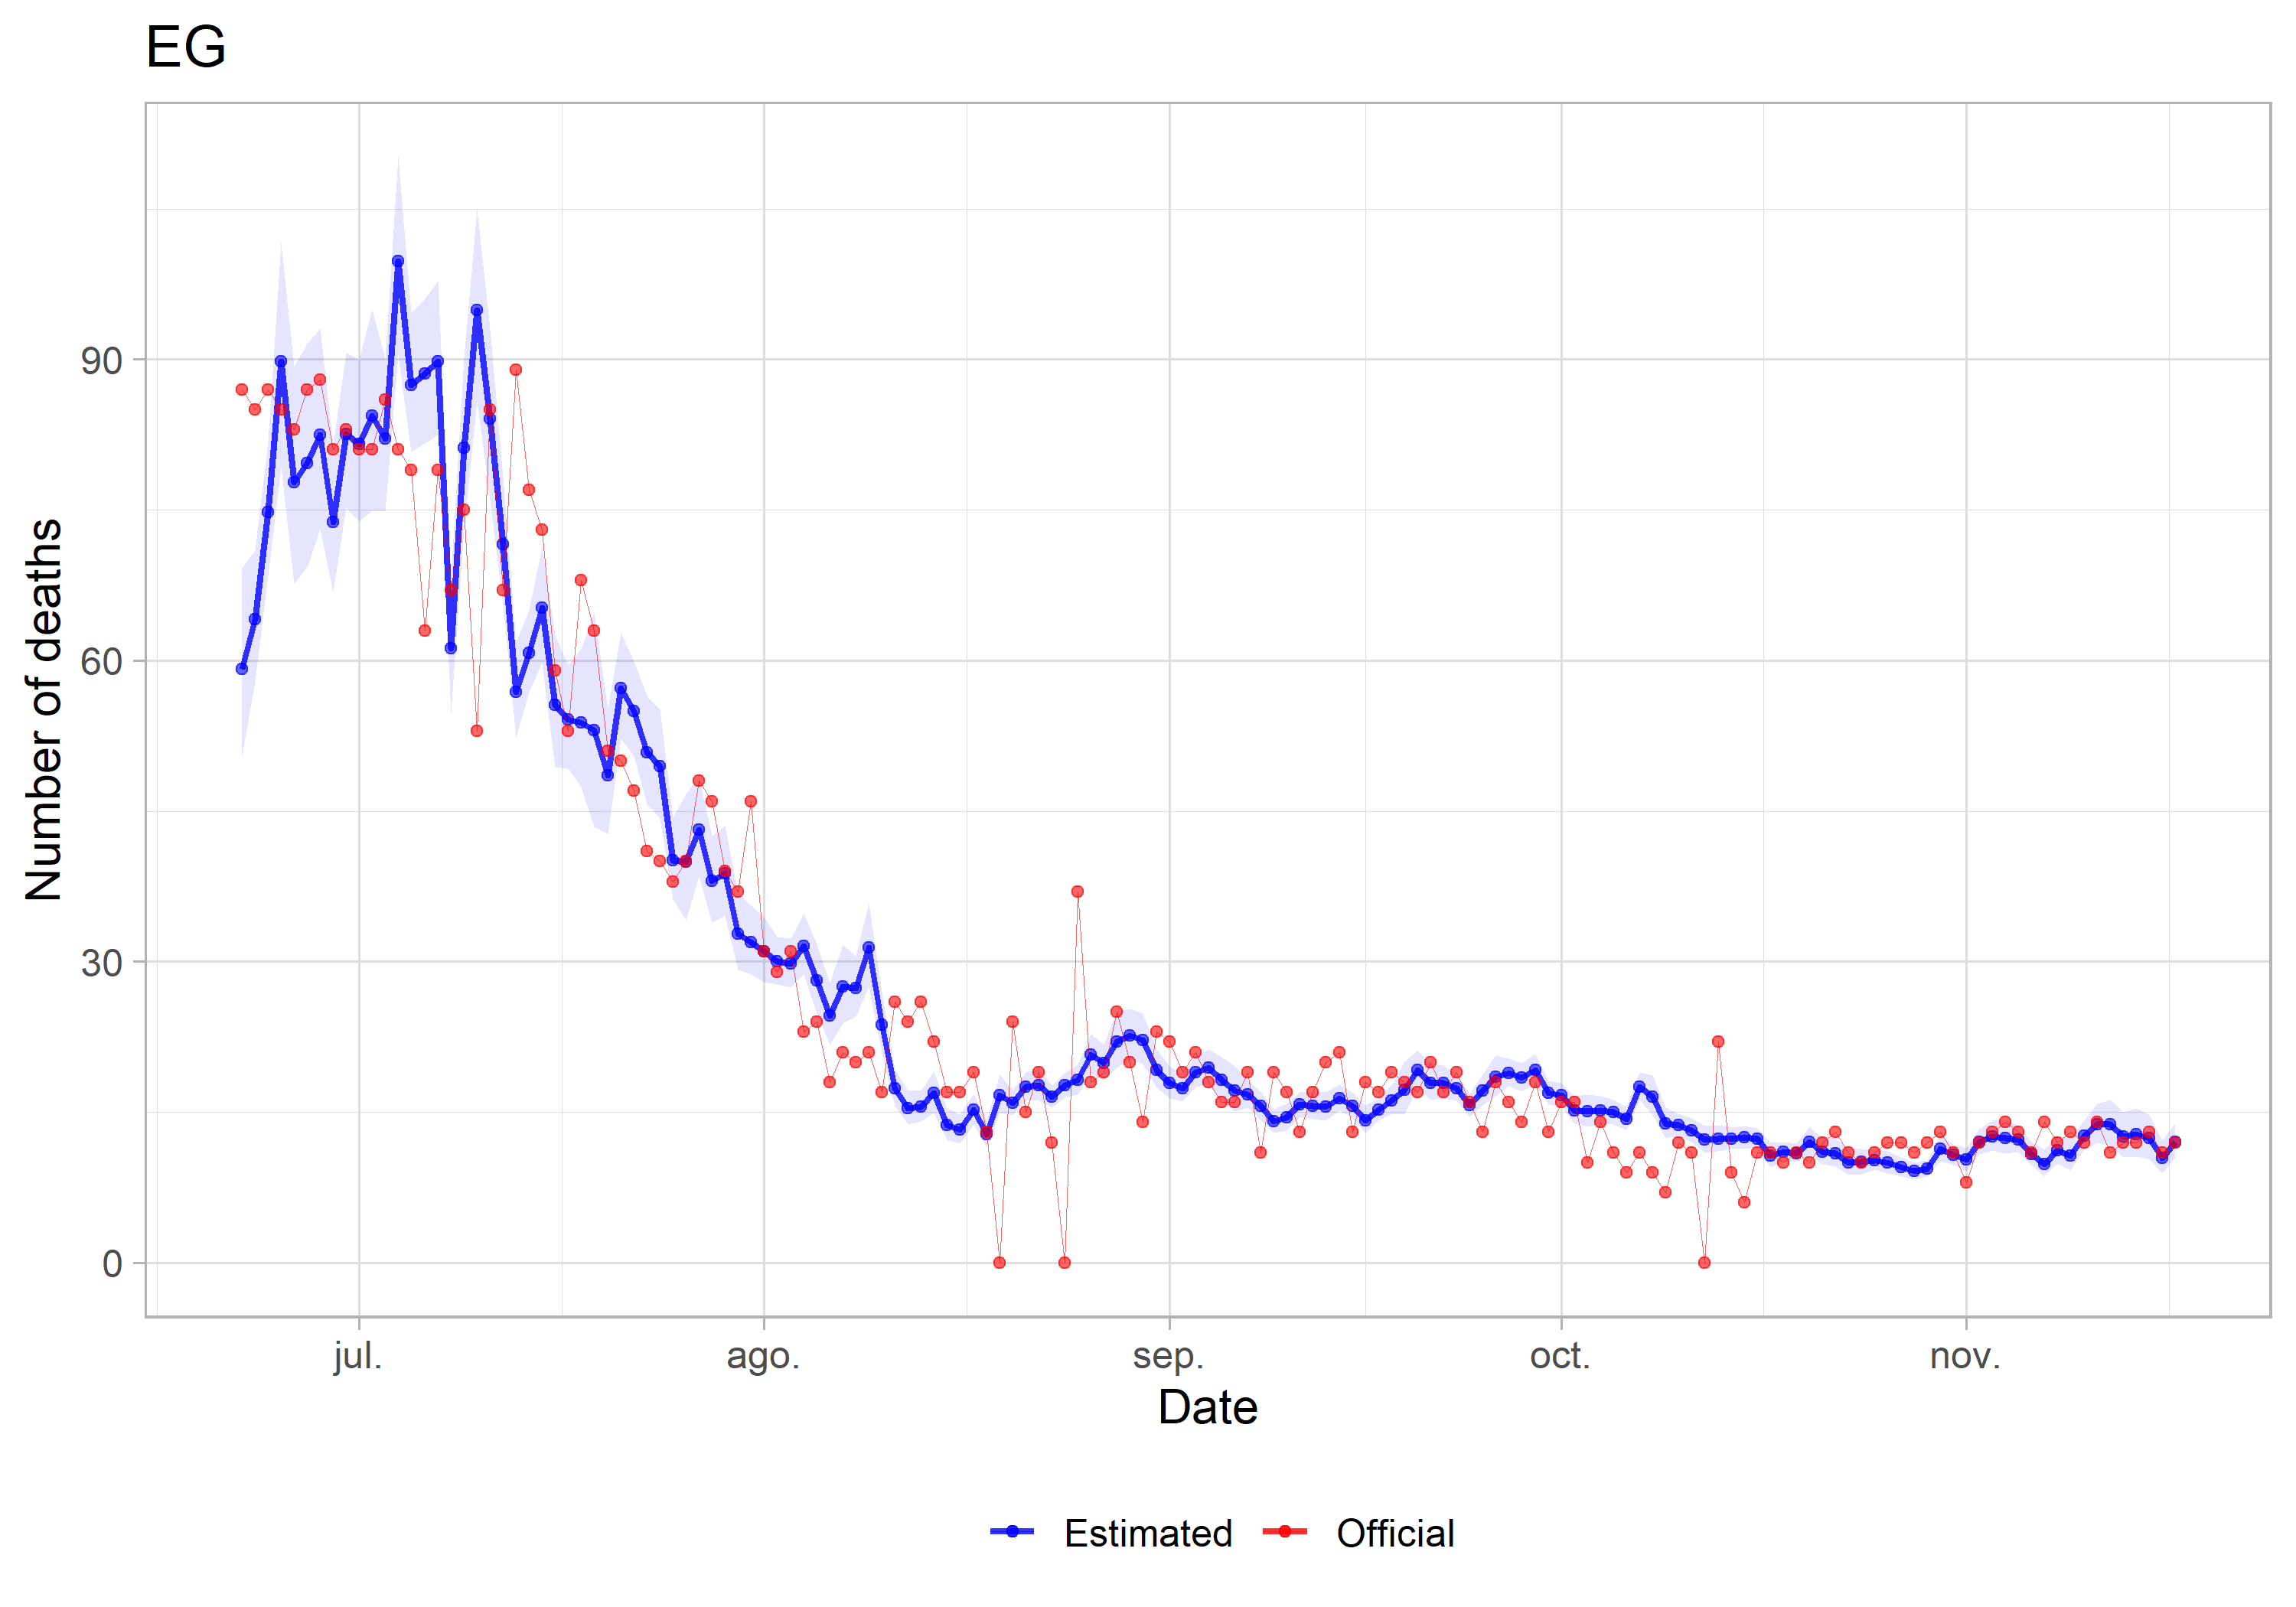 EG
Number of deaths
90
60
30
0
jul.
ago.
sep.
oct.
nov.
Date
Estimated
Official